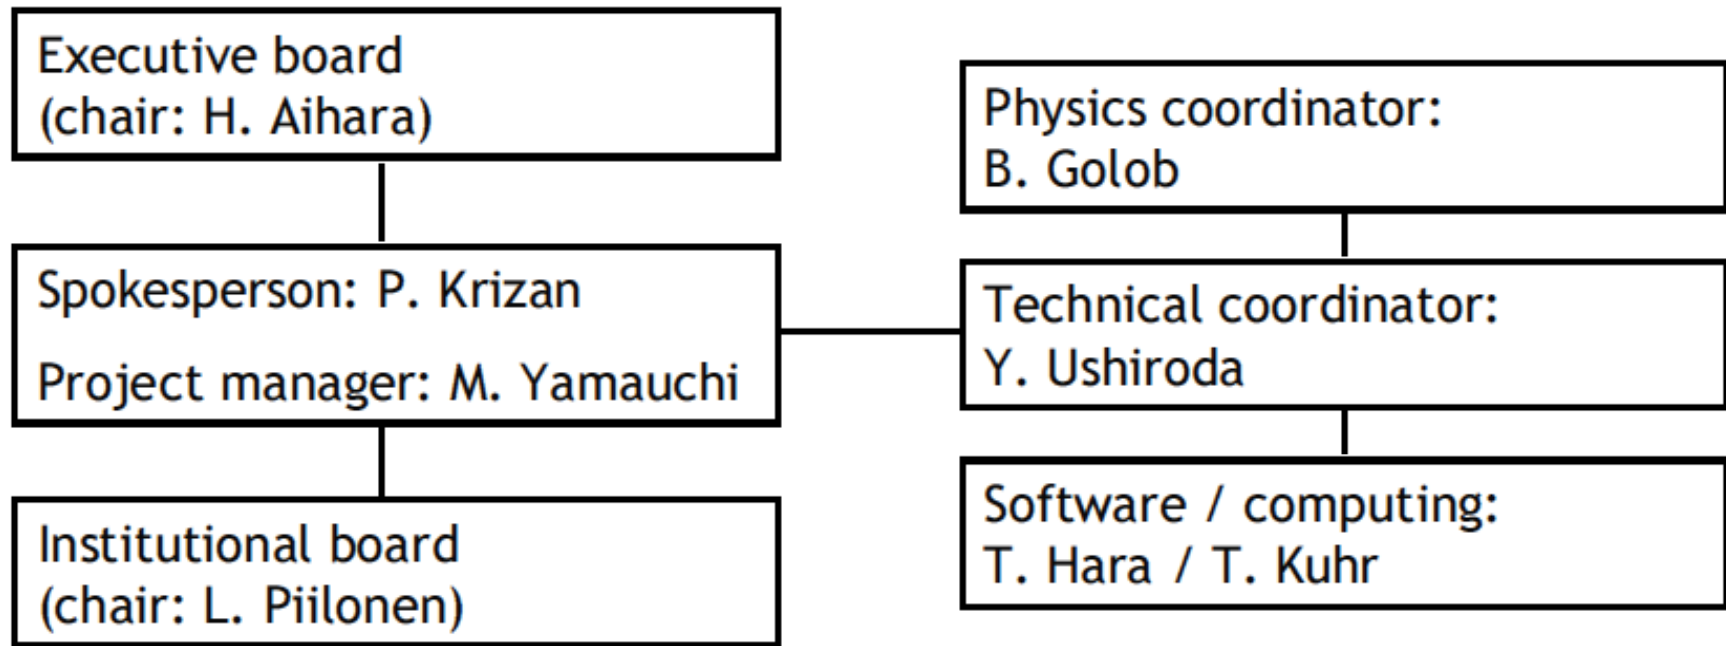 Executive board
(chair: H. Aihara)
Spokesperson: P. Krizan
Project manager: M. Yamauchi
Institutional board
(chair: L. Piilonen)
Physics coordinator:
B. Golob
Technical coordinator:
Y. Ushiroda
Software / computing:
T. Hara / T. Kuhr